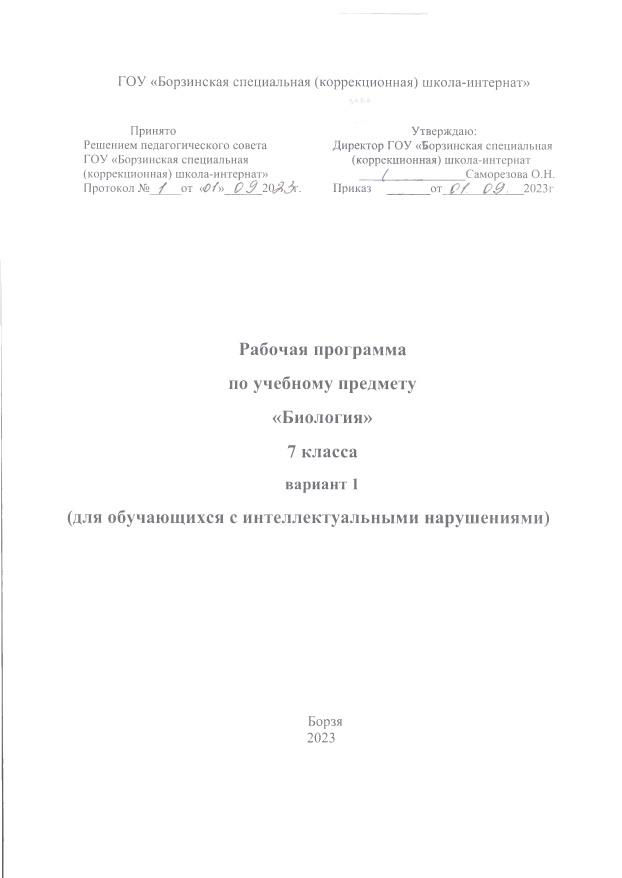 ГОУ «Борзинская специальная (коррекционная) школа-интернат»
Принято
Решением педагогического совета
ГОУ «Борзинская специальная
(коррекционная) школа-интернат»
Протокол № 1 от «01» 09 2023г.
Утверждаю:
Директор ГОУ «Борзинская специальная
(коррекционная) школа-интернат
Саморезова О.Н.
Приказ от 01 09. 2023г
Рабочая программа
по учебному предмету
«Биология»
7 класса
вариант 1
(для обучающихся с интеллектуальными нарушениями)
Борзя
2023